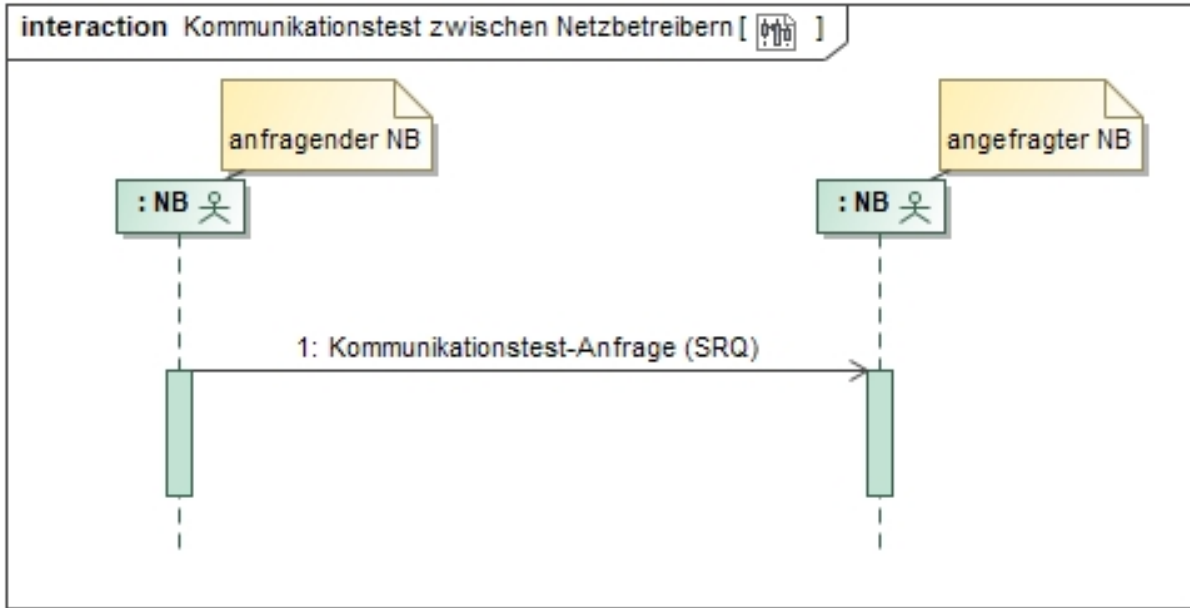 interaction Kommunikationstest zwischen Netzbetreibern [ ]
anfragender NB
angefragter NB
: NB
: NB
1: Kommunikationstest-Anfrage (SRQ)